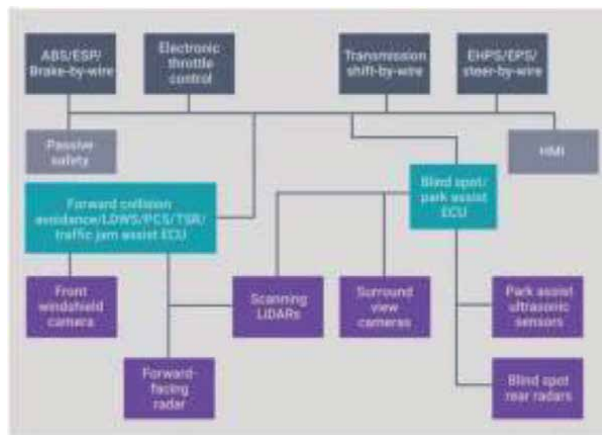 ABS/ESP/
Brake-by-wire
Electronic
throttle
control
Transmission
shift-by-wire
EHPS/EPS/
steer-by-wire
Passive
safety
HMI
Forward collision
avoidance/LDWS/PCS/TSR/
traffic jam assist ECU
Blind spot/
park assist
ECU
Front
windshield
camera
Scanning
LiDARs
Surround
view
cameras
Park assist
ultrasonic
sensors
Forward-
facing
radar
Blind spot
rear radars